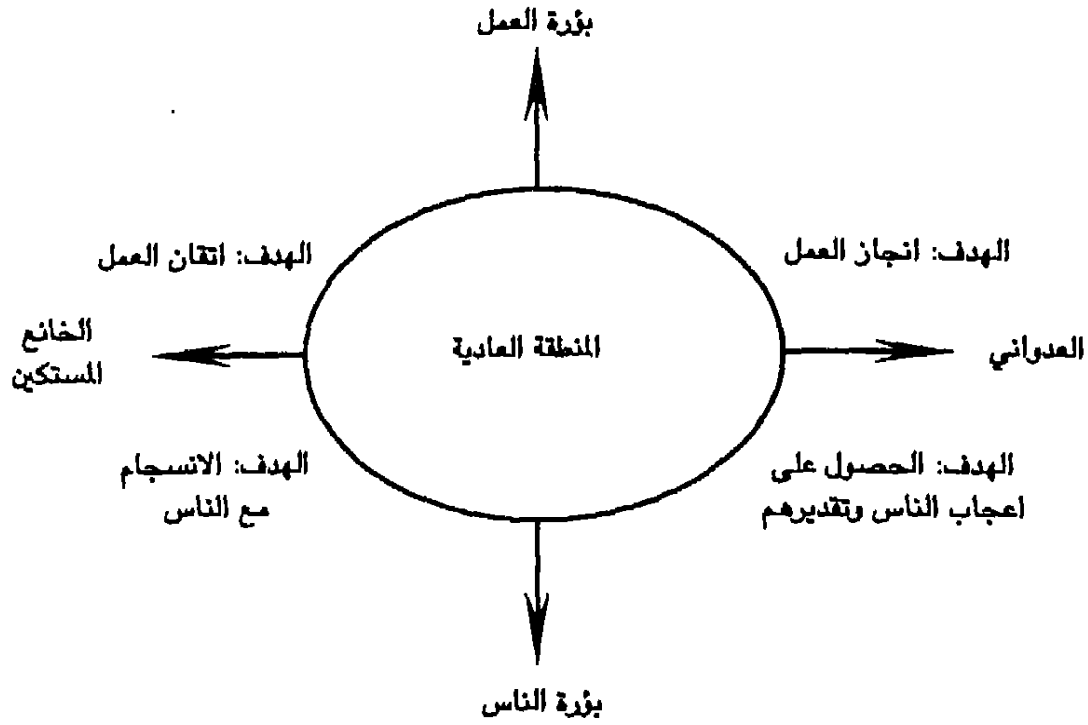 بؤرة العمل
الهدف: انجاز العمل
الهدف: اتقان العمل
العدواني
المنطقة العادية
الخانع
المستكين
الهدف: الحصول على
اعجاب الناس وتقديرهم
الهدف: الانسجام
مع الناس
بؤرة الناس